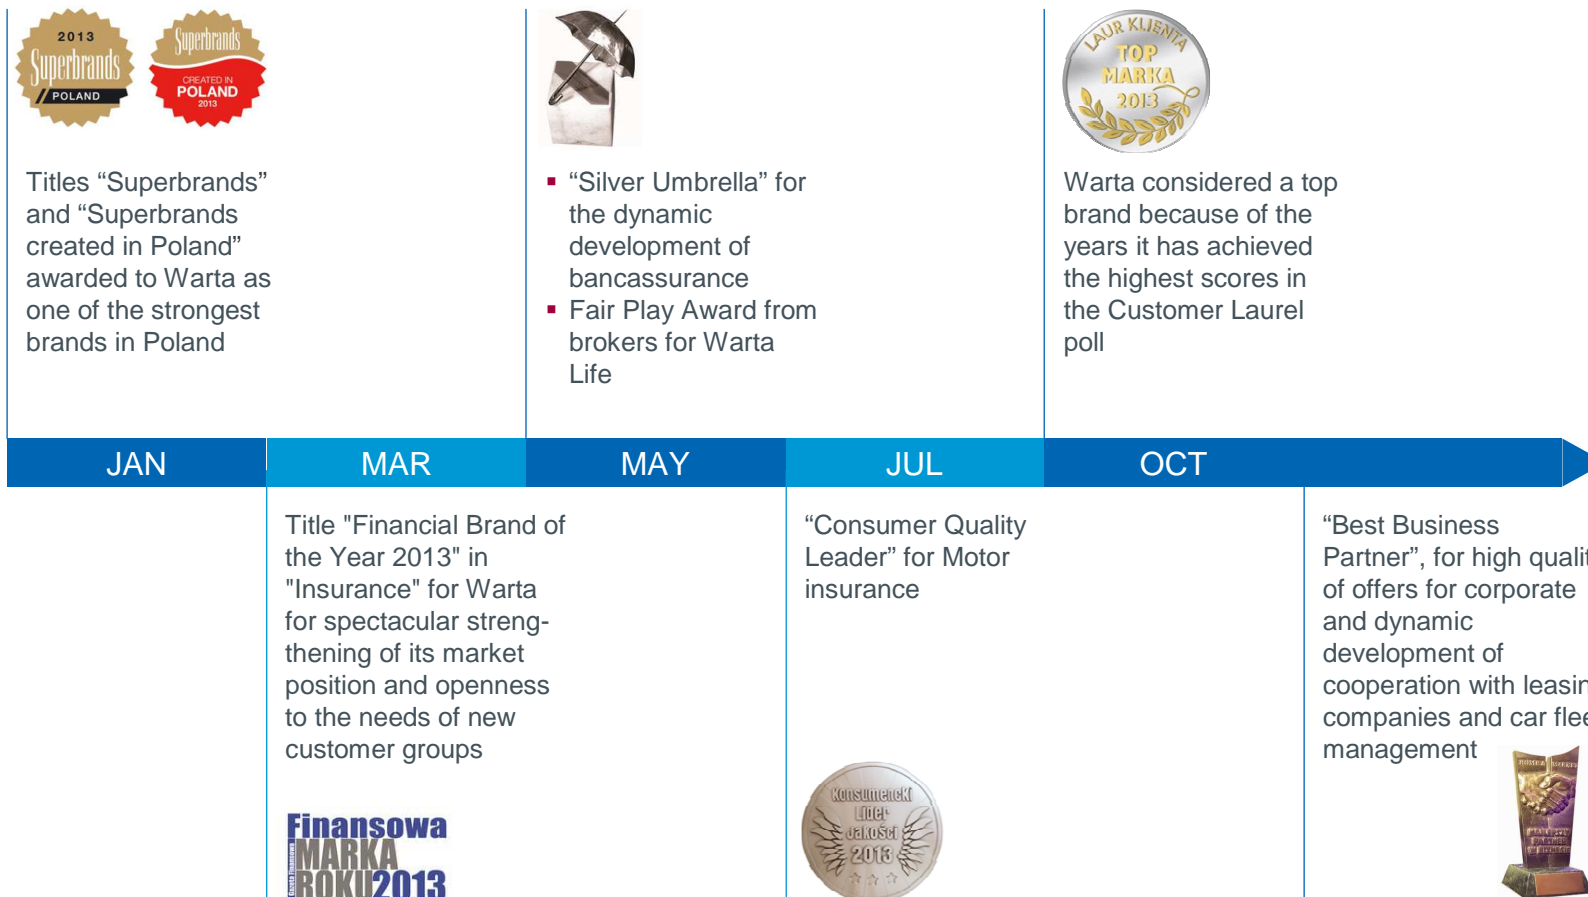 2013
Superbrands
POLAND
Superbrands
CREATED IN
POLAND
2013
Titles “Superbrands”
and “Superbrands
created in Poland”
awarded to Warta as
one of the strongest
brands in Poland
“Silver Umbrella” for
the dynamic
development of
bancassurance
Fair Play Award from
brokers for Warta
Life
LAUR KLIENTA
TOP
MARKA
2013
Warta considered a top
brand because of the
years it has achieved
the highest scores in
the Customer Laurel
poll
JAN MAR MAY JUL OCT
Title "Financial Brand of
the Year 2013" in
"Insurance" for Warta
for spectacular streng-
thening of its market
position and openness
to the needs of new
customer groups
Finansowa
MARKA
ROKU2013
Gazeta Finansowa
“Consumer Quality
Leader” for Motor
insurance
Konsumencki
Lider
Jakości
2013
“Best Business
Partner”, for high qualit
of offers for corporate
and dynamic
development of
cooperation with leasin
companies and car flee
management
PARTNER
W BIZNESIE